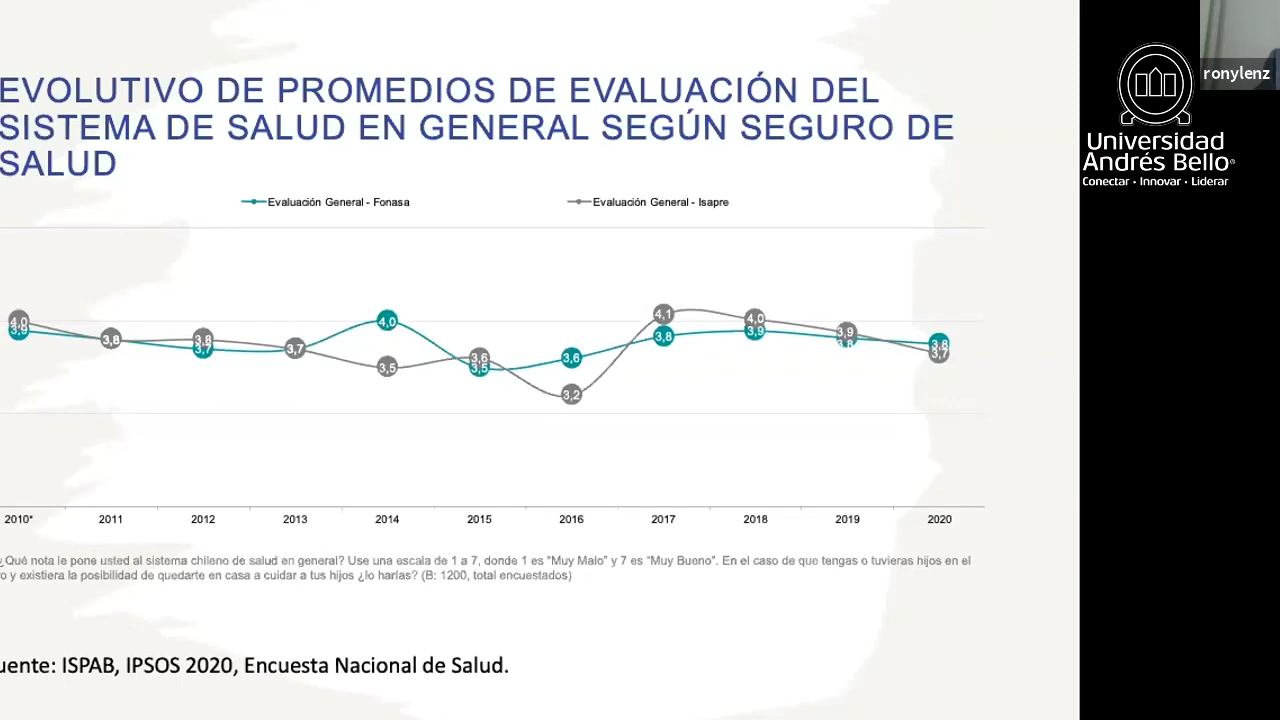 EVOLUTIVO DE PROMEDIOS DE EVALUACIÓN DEL
SISTEMA DE SALUD EN GENERAL SEGÚN SEGURO DE
SALUD
Evaluación General - Fonasa
Evaluación General - Isapre
4,0 3,8 3,8 3,7 3,5 3,6 3,2 4,1 4,0 3,9 3,7
3,9 3,7 4,0 3,5 3,6 3,8 3,9 3,8 3,8
2010* 2011 2012 2013 2014 2015 2016 2017 2018 2019 2020
¿Qué nota le pone usted al sistema chileno de salud en general? Use una escala de 1 a 7, donde 1 es "Muy Malo" y 7 es "Muy Bueno". En el caso de que tengas o tuvieras hijos en el
o y existiera la posibilidad de quedarte en casa a cuidar a tus hijos ¿lo harías? (B: 1200, total encuestados)
uente: ISPAB, IPSOS 2020, Encuesta Nacional de Salud.
ronylenz
Universidad
Andrés Bello®
Conectar • Innovar • Liderar